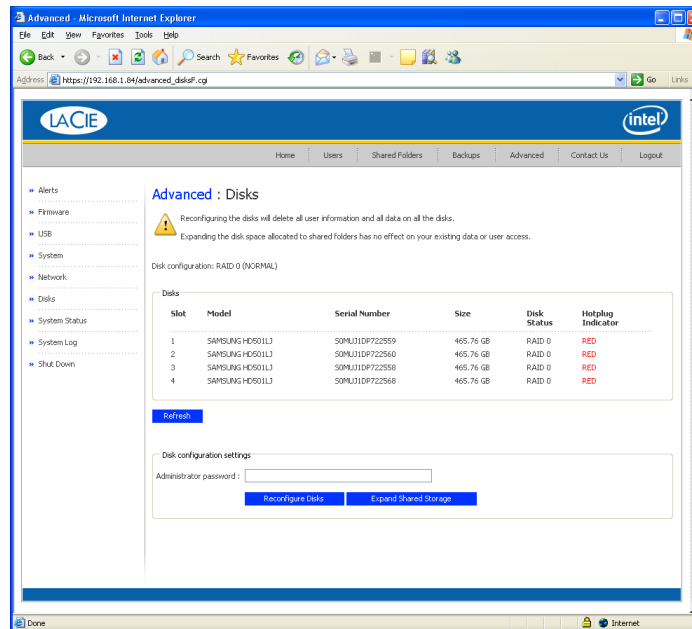 Advanced - Microsoft Internet Explorer
File Edit View Favorites Tools Help
Back Search Favorites
Address https://192.168.1.84/advanced_disksF.cgi Go Links
LACIE intel
Home Users Shared Folders Backups Advanced Contact Us Logout
» Alerts
» Firmware
» USB
» System
» Network
» Disks
» System Status
» System Log
» Shut Down
Advanced : Disks
Reconfiguring the disks will delete all user information and all data on all the disks.
Expanding the disk space allocated to shared folders has no effect on your existing data or user access.
Disk configuration: RAID 0 (NORMAL)
Disks
Slot Model Serial Number Size Disk Status Hotplug Indicator
1 SAMSUNG HD501LJ S0MUJ1DP722559 465.76 GB RAID 0 RED
2 SAMSUNG HD501LJ S0MUJ1DP722560 465.76 GB RAID 0 RED
3 SAMSUNG HD501LJ S0MUJ1DP722558 465.76 GB RAID 0 RED
4 SAMSUNG HD501LJ S0MUJ1DP722568 465.76 GB RAID 0 RED
Refresh
Disk configuration settings
Administrator password :
Reconfigure Disks Expand Shared Storage
Done Internet